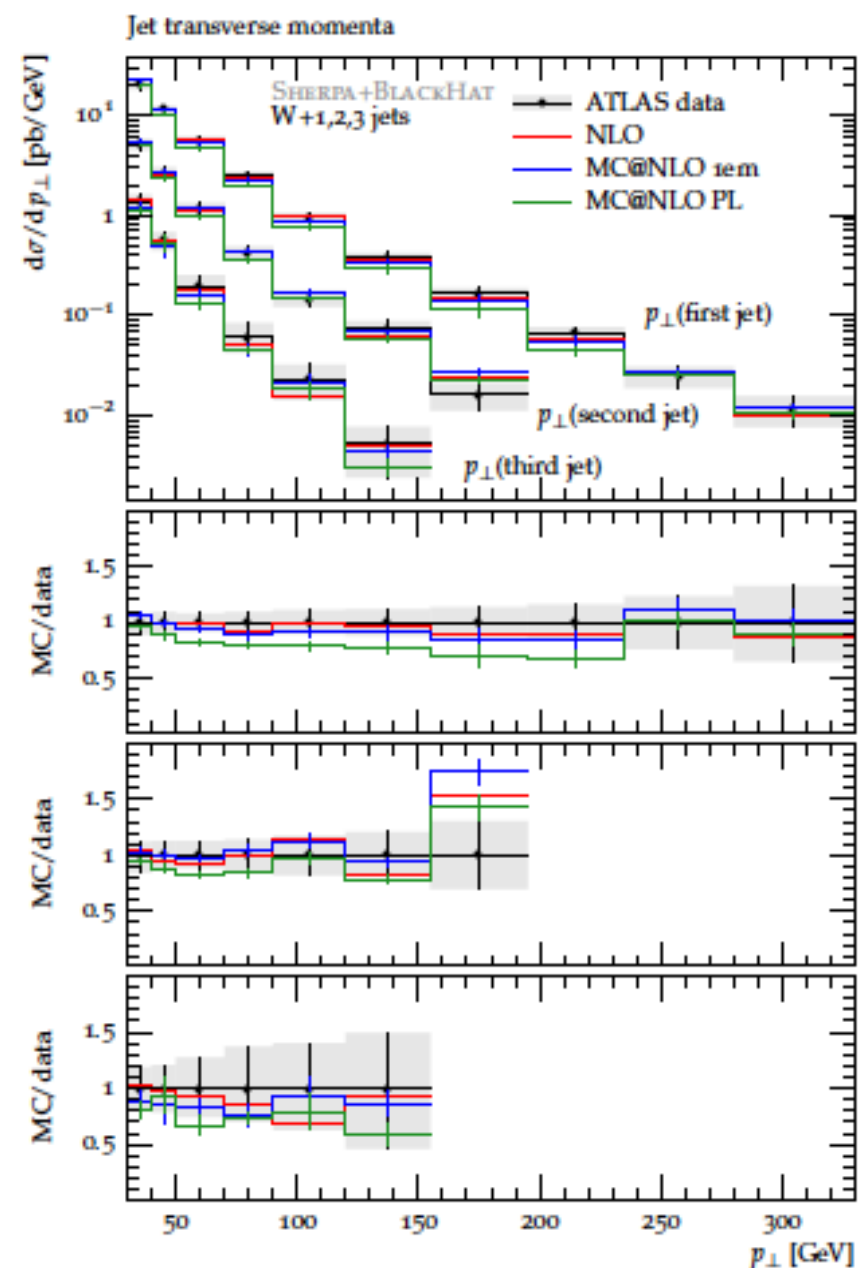 Jet transverse momenta
SHERPA+BLACKHAT
W+1,2,3 jets
ATLAS data
NLO
MC@NLO 1em
MC@NLO PL
dσ/dp⊥ [pb/GeV]
10¹
1
10⁻¹
10⁻²
p⊥(first jet)
p⊥(second jet)
p⊥(third jet)
MC/data
1.5
1
0.5
MC/data
1.5
1
0.5
MC/data
1.5
1
0.5
50 100 150 200 250 300
p⊥ [GeV]